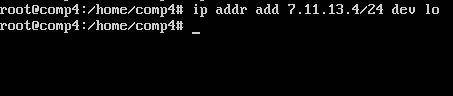 root@comp4:/home/comp4# ip addr add 7.11.13.4/24 dev lo
root@comp4:/home/comp4# _